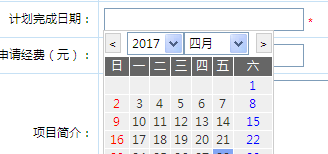 计划完成日期： *
< 2017 四月 >
申请经费（元）：
日 一 二 三 四 五 六
1
2 3 4 5 6 7 8
9 10 11 12 13 14 15
项目简介：
16 17 18 19 20 21 22